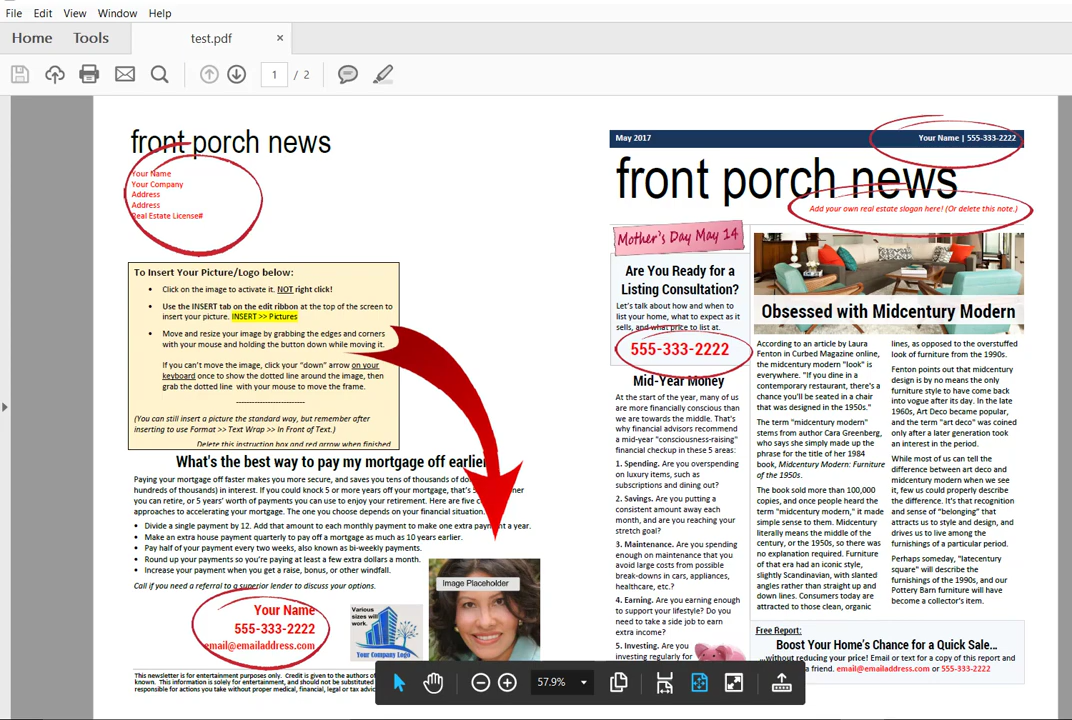 File Edit View Window Help
Home Tools test.pdf ×
1 / 2
front porch news
Your Name
Your Company
Address
Address
Real Estate License#
To Insert Your Picture/Logo below:
• Click on the image to activate it. NOT right click!
• Use the INSERT tab on the edit ribbon at the top of the screen to
insert your picture. INSERT >> Pictures
• Move and resize your image by grabbing the edges and corners
with your mouse and holding the button down while moving it.
If you can't move the image, click your "down" arrow on your
keyboard once to show the dotted line around the image, then
grab the dotted line with your mouse to move the frame.
--------------------------
(You can still insert a picture the standard way, but remember after
inserting to use Format >> Text Wrap >> In Front of Text.)
Delete this instruction box and red arrow when finished
What's the best way to pay my mortgage off earlier
Paying your mortgage off faster makes you more secure, and saves you tens of thousands of
hundreds of thousands) in interest. If you could knock 5 or more years off your mortgage, that's
you can retire, or 5 years' worth of payments you can use to enjoy your retirement. Here are five
approaches to accelerating your mortgage. The one you choose depends on your financial situation.
• Divide a single payment by 12. Add that amount to each monthly payment to make one extra payment a year.
• Make an extra house payment quarterly to pay off a mortgage as much as 10 years earlier.
• Pay half of your payment every two weeks, also known as bi-weekly payments.
• Round up your payments so you're paying at least a few extra dollars a month.
• Increase your payment when you get a raise, bonus, or other windfall.
Call if you need a referral to a superior lender to discuss your options.
Your Name
555-333-2222
email@emailaddress.com
Various
sizes will
work.
Your Company Logo
Image Placeholder
This newsletter is for entertainment purposes only. Credit is given to the authors of
known. This information is solely for entertainment, and should not be substituted
responsible for actions you take without proper medical, financial, legal or tax advic
May 2017 Your Name | 555-333-2222
front porch news
Add your own real estate slogan here! (Or delete this note.)
Mother's Day May 14
Are You Ready for a
Listing Consultation?
Let's talk about how and when to
list your home, what to expect as it
sells, and what price to list at.
555-333-2222
Mid-Year Money
At the start of the year, many of us
are more financially conscious than
we are towards the middle. That's
why financial advisors recommend
a mid-year "consciousness-raising"
financial checkup in these 5 areas:
1. Spending. Are you overspending
on luxury items, such as
subscriptions and dining out?
2. Savings. Are you putting a
consistent amount away each
month, and are you reaching your
stretch goal?
3. Maintenance. Are you spending
enough on maintenance that you
avoid large costs from possible
break-downs in cars, appliances,
healthcare, etc.?
4. Earning. Are you earning enough
to support your lifestyle? Do you
need to take a side job to earn
extra income?
5. Investing. Are you
investing regularly for
Obsessed with Midcentury Modern
According to an article by Laura
Fenton in Curbed Magazine online,
the midcentury modern "look" is
everywhere. "If you dine in a
contemporary restaurant, there's a
chance you'll be seated in a chair
that was designed in the 1950s."
The term "midcentury modern"
stems from author Cara Greenberg,
who says she simply made up the
phrase for the title of her 1984
book, Midcentury Modern: Furniture
of the 1950s.
The book sold more than 100,000
copies, and once people heard the
term "midcentury modern," it made
simple sense to them. Midcentury
literally means the middle of the
century, or the 1950s, so there was
no explanation required. Furniture
of that era had an iconic style,
slightly Scandinavian, with slanted
angles rather than straight up and
down lines. Consumers today are
attracted to those clean, organic
lines, as opposed to the overstuffed
look of furniture from the 1990s.
Fenton points out that midcentury
design is by no means the only
furniture style to have come back
into vogue after its day. In the late
1960s, Art Deco became popular,
and the term "art deco" was coined
only after a later generation took
an interest in the period.
While most of us can tell the
difference between art deco and
midcentury modern when we see
it, few of us could properly describe
the difference. It's that recognition
and sense of "belonging" that
attracts us to style and design, and
drives us to live among the
furnishings of a particular period.
Perhaps someday, "latecentury
square" will describe the
furnishings of the 1990s, and our
Pottery Barn furniture will have
become a collector's item.
Free Report:
Boost Your Home's Chance for a Quick Sale...
...without reducing your price! Email or text for a copy of this report and
a friend. email@emailaddress.com or 555-333-2222
57.9%